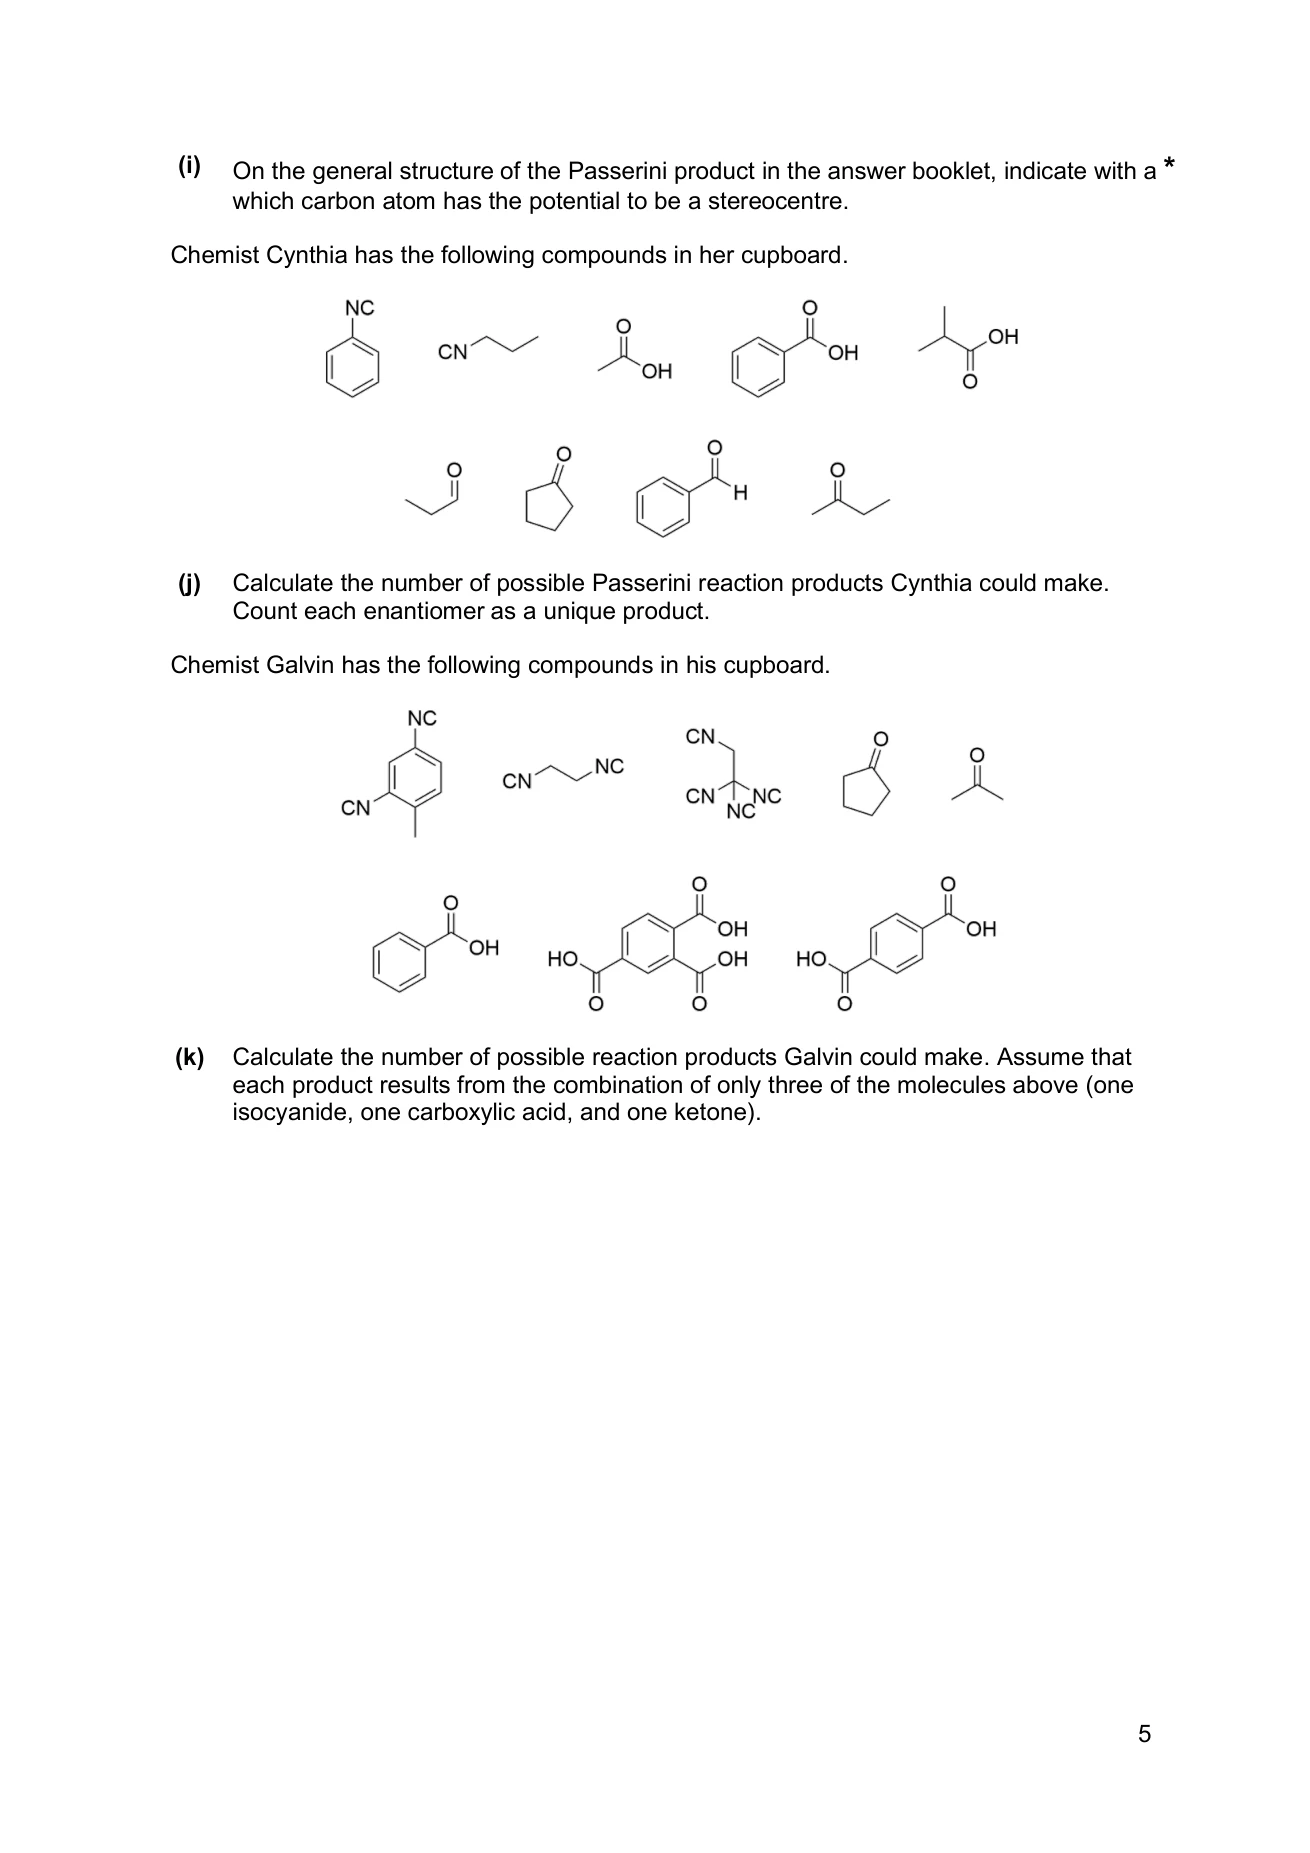 (i) On the general structure of the Passerini product in the answer booklet, indicate with a *
which carbon atom has the potential to be a stereocentre.
Chemist Cynthia has the following compounds in her cupboard.
NC
CN
O
OH
O
OH
OH
O
O
O
O
H
O
(j) Calculate the number of possible Passerini reaction products Cynthia could make.
Count each enantiomer as a unique product.
Chemist Galvin has the following compounds in his cupboard.
NC
CN
CN
NC
CN
CN
NC
NC
O
O
O
OH
O
OH
HO
OH
O
O
O
OH
HO
O
(k) Calculate the number of possible reaction products Galvin could make. Assume that
each product results from the combination of only three of the molecules above (one
isocyanide, one carboxylic acid, and one ketone).
5